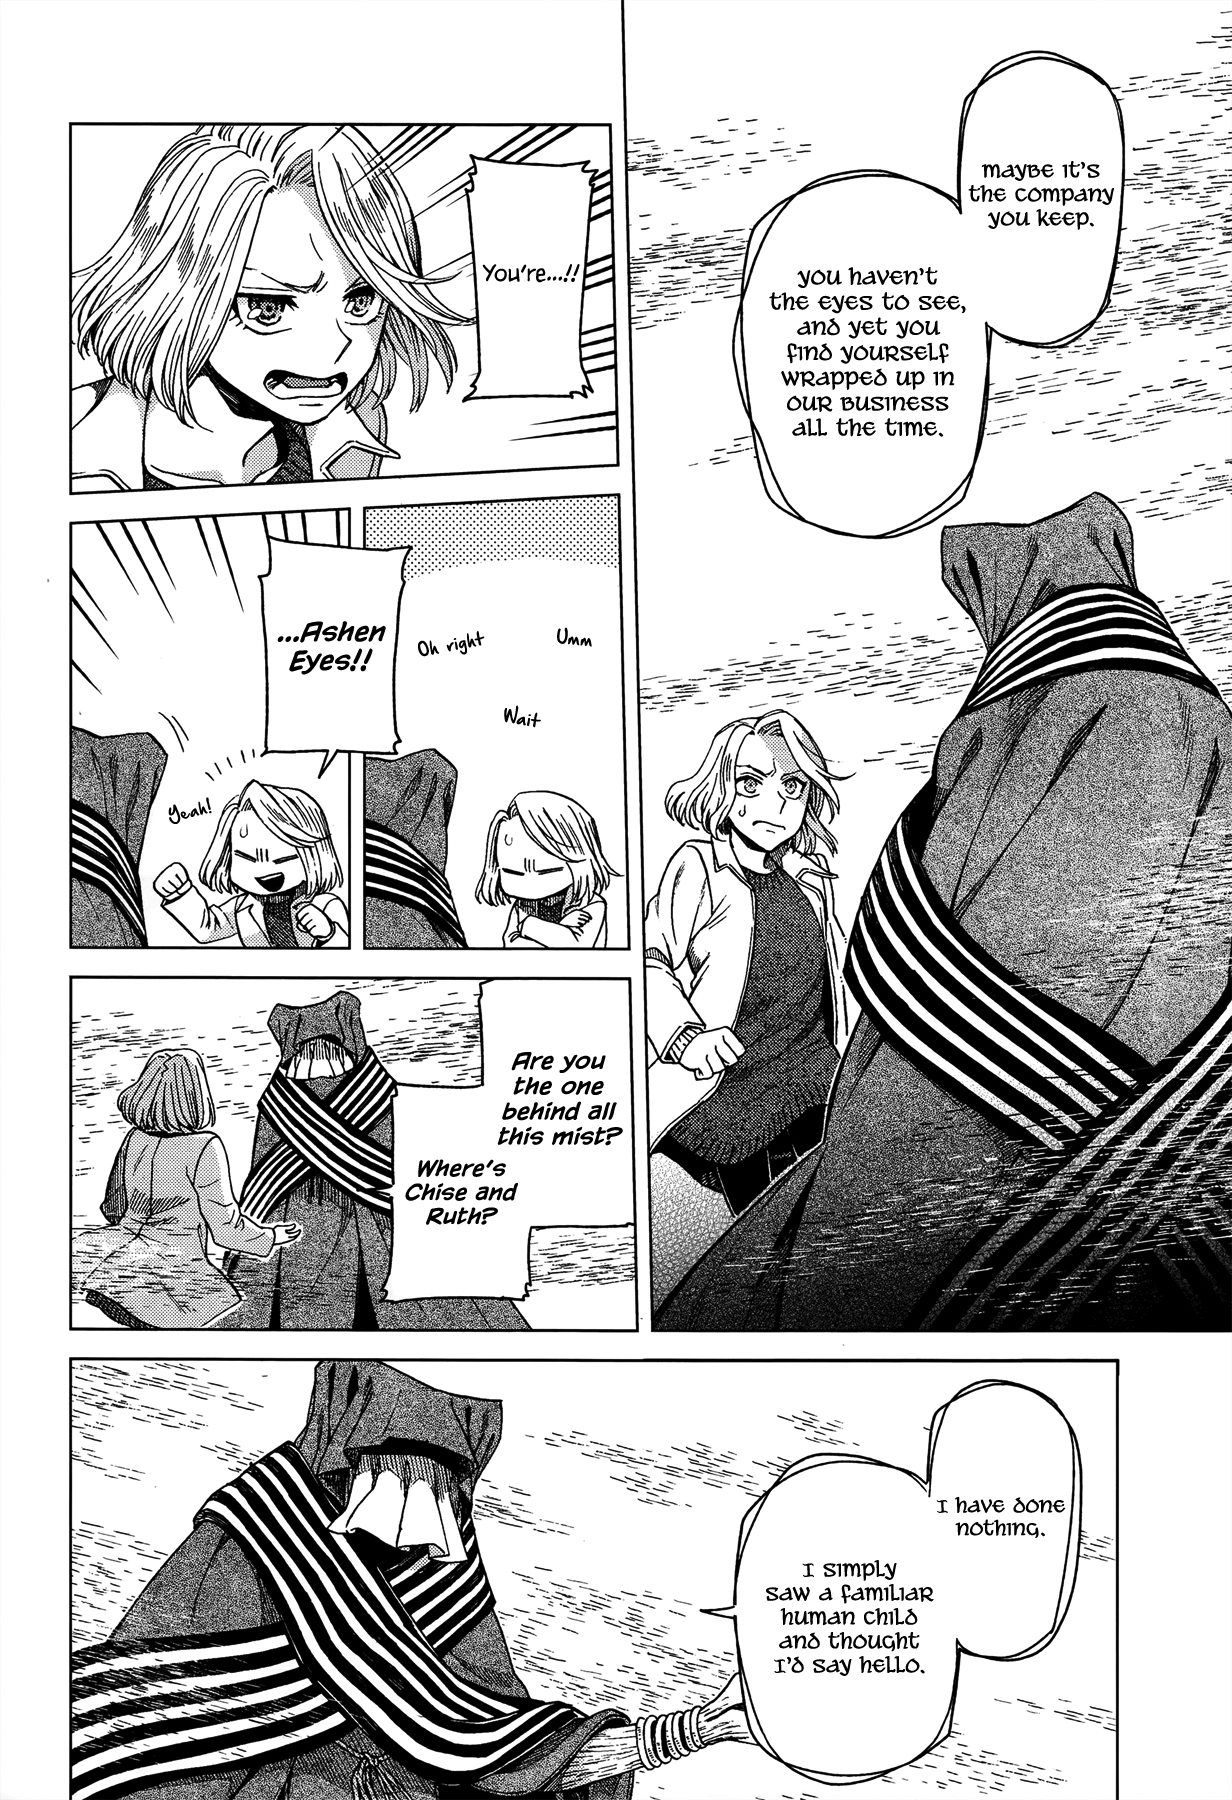 MAYBE IT'S
THE COMPANY
YOU KEEP.
YOU HAVEN'T
THE EYES TO SEE,
AND YET YOU
FIND YOURSELF
WRAPPED UP IN
OUR BUSINESS
ALL THE TIME.
You're...!!
Umm
Oh right
Wait
...Ashen
Eyes!!
Yeah!
Are you
the one
behind all
this mist?
Where's
Chise and
Ruth?
I HAVE DONE
NOTHING.
I SIMPLY
SAW A FAMILIAR
HUMAN CHILD
AND THOUGHT
I'D SAY HELLO.